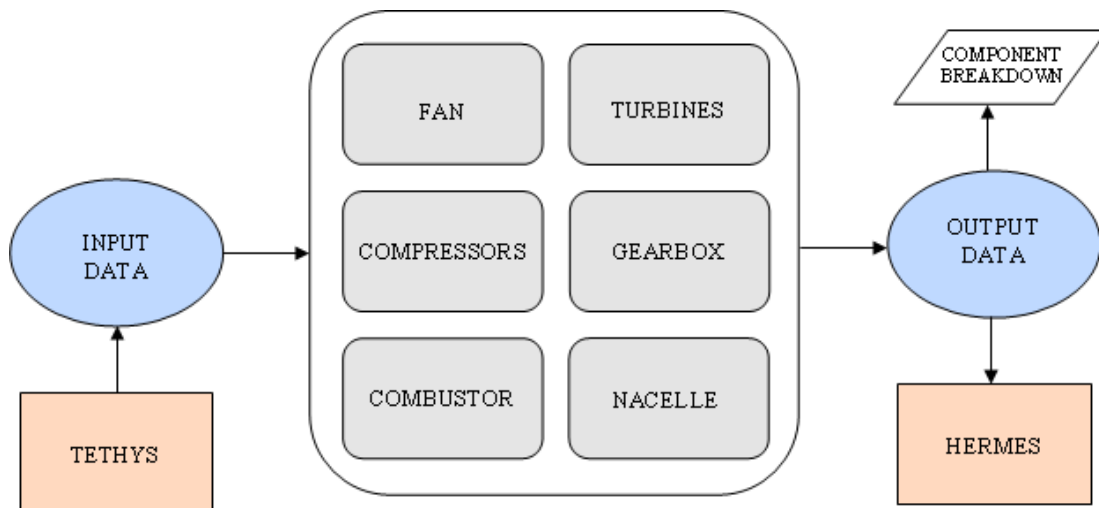 COMPONENT
BREAKDOWN
FAN
TURBINES
INPUT
DATA
COMPRESSORS
GEARBOX
OUTPUT
DATA
COMBUSTOR
NACELLE
TETHYS
HERMES